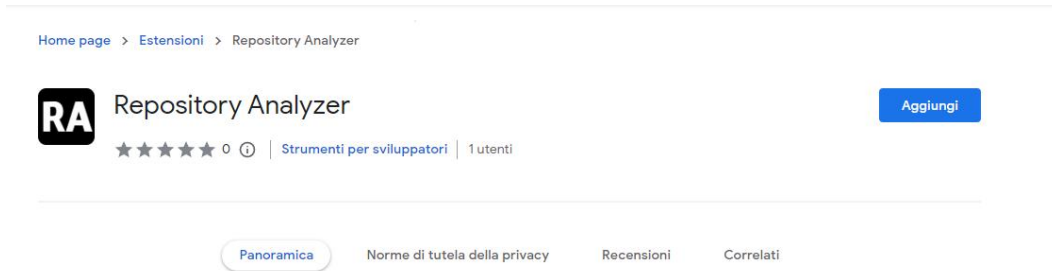 Home page > Estensioni > Repository Analyzer
RA
Repository Analyzer
Aggiungi
0 Strumenti per sviluppatori 1 utenti
Panoramica Norme di tutela della privacy Recensioni Correlati